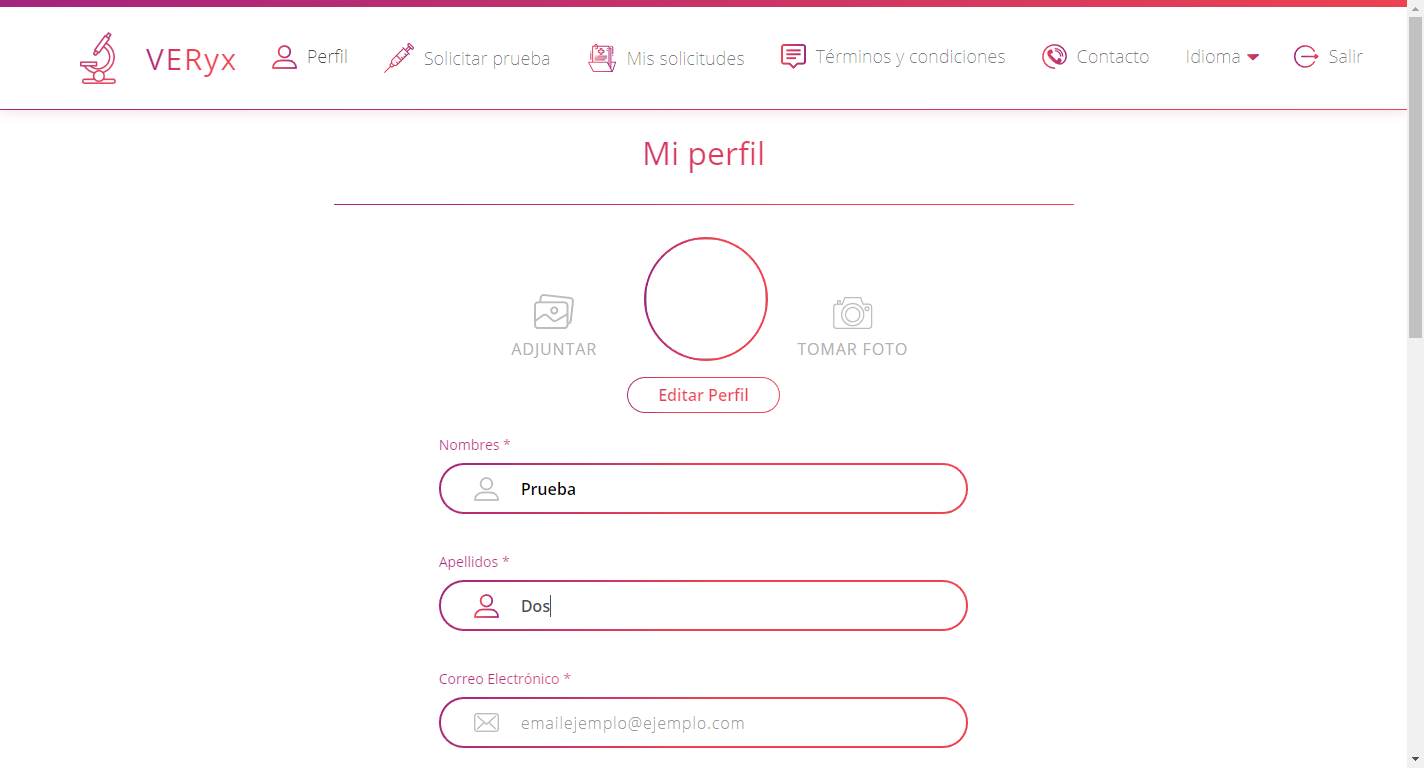 VERyx
Perfil
Solicitar prueba
Mis solicitudes
Términos y condiciones
Contacto
Idioma
Salir
Mi perfil
ADJUNTAR
TOMAR FOTO
Editar Perfil
Nombres *
Prueba
Apellidos *
Dos
Correo Electrónico *
emailejemplo@ejemplo.com